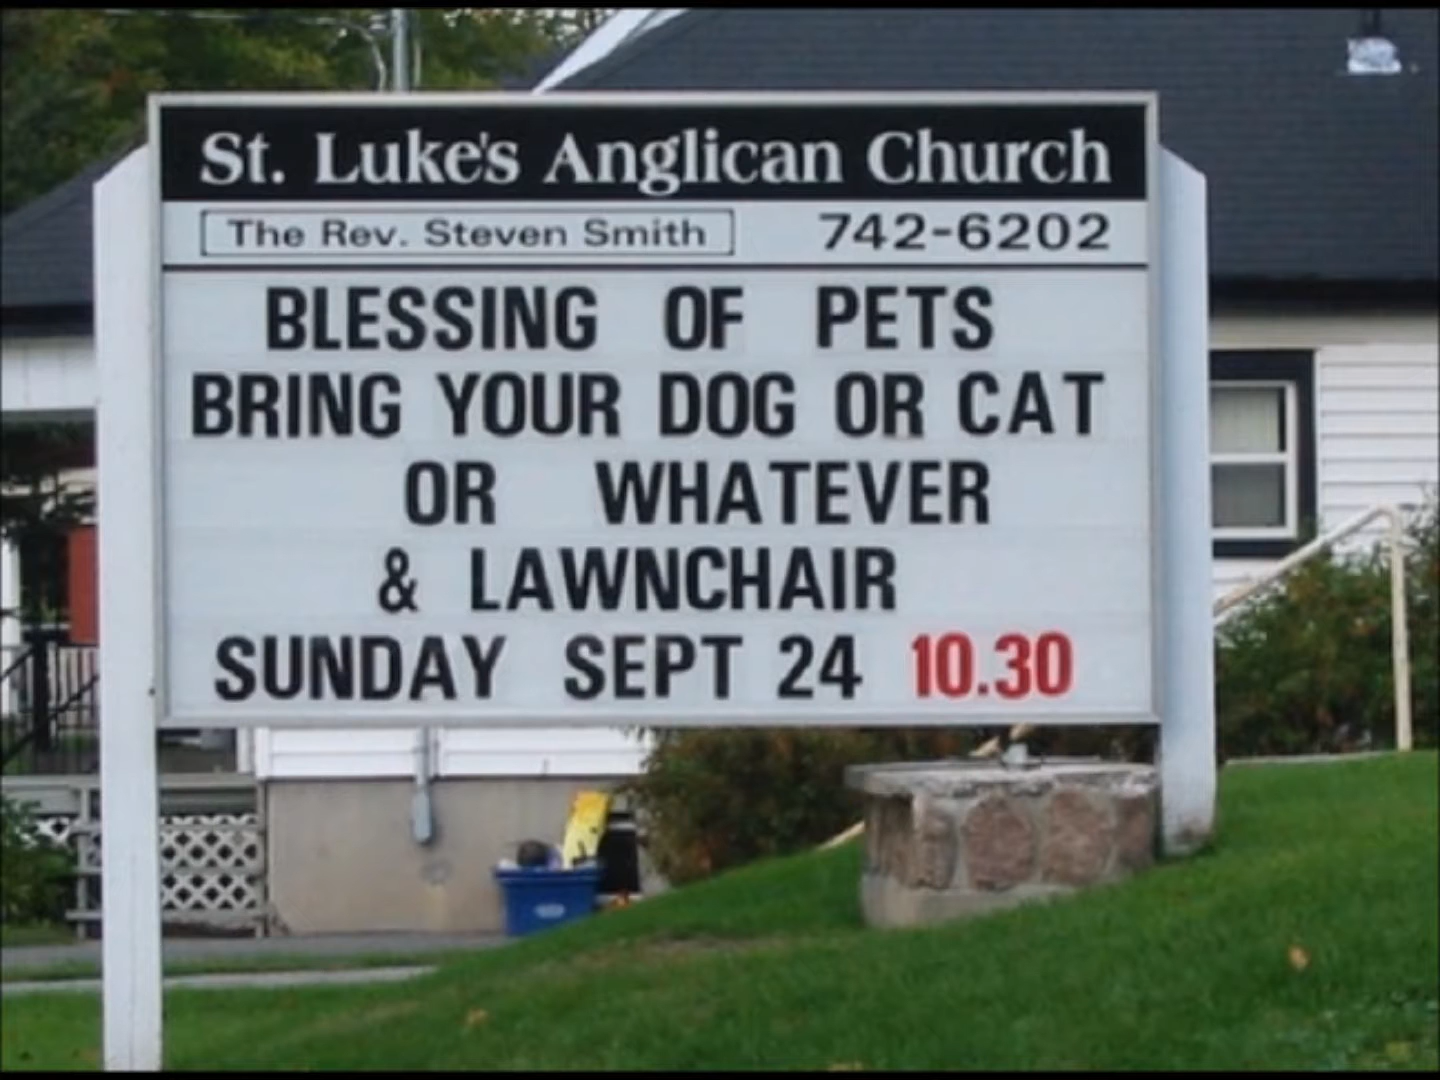 St. Luke's Anglican Church
The Rev. Steven Smith 742-6202
BLESSING OF PETS
BRING YOUR DOG OR CAT
OR WHATEVER
& LAWNCHAIR
SUNDAY SEPT 24 10.30